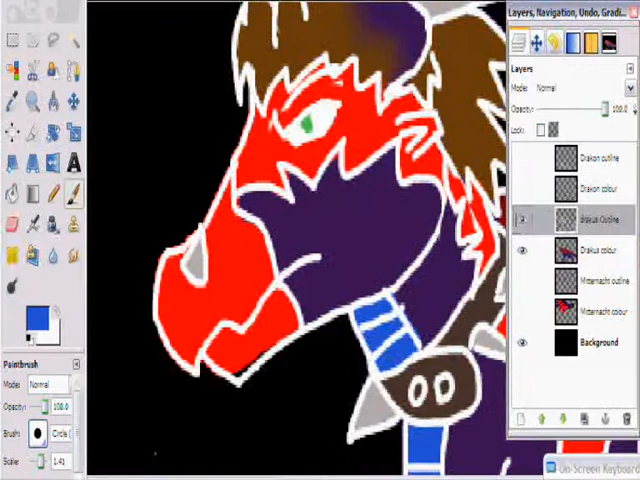 Layers, Navigation, Undo, Gradi...
Layers
Mode: Normal
Opacity: 100.0
Lock:
Drakon outline
Drakon colour
Drakus Outline
Drakus colour
Mitternacht outline
Mitternacht colour
Background
Paintbrush
Mode: Normal
Opacity: 100.0
Brush: Circle (
Scale: 1.41
On-Screen Keyboard